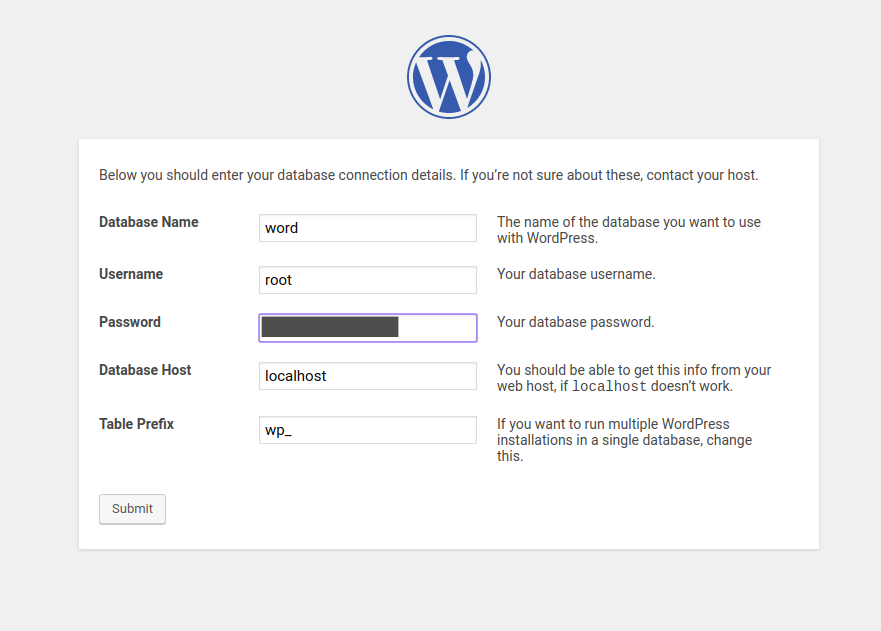 Below you should enter your database connection details. If you’re not sure about these, contact your host.
Database Name
word
The name of the database you want to use
with WordPress.
Username
root
Your database username.
Password
Your database password.
Database Host
localhost
You should be able to get this info from your
web host, if localhost doesn’t work.
Table Prefix
wp_
If you want to run multiple WordPress
installations in a single database, change
this.
Submit